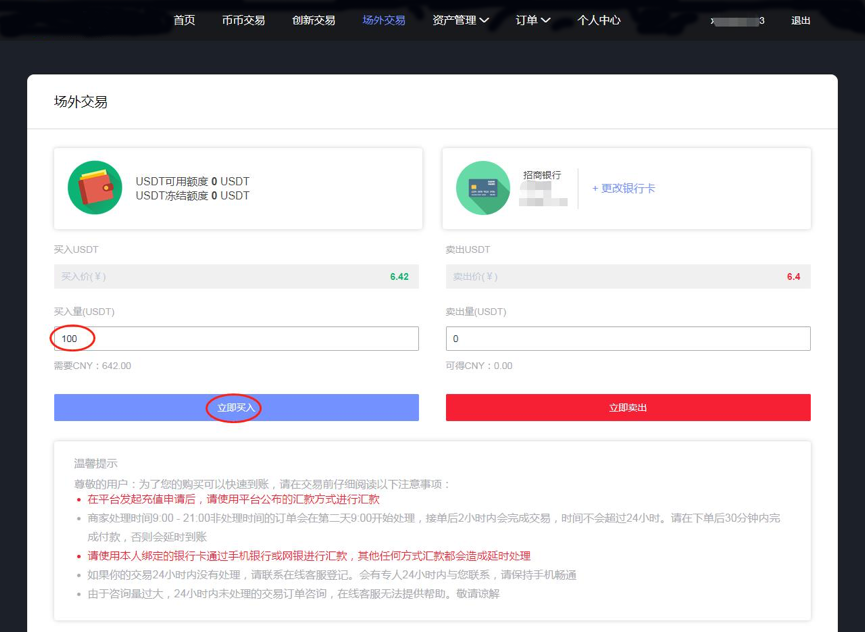 首页 币币交易 创新交易 场外交易 资产管理 订单 个人中心 3 退出
场外交易
USDT可用额度 0 USDT
USDT冻结额度 0 USDT
招商银行
+ 更改银行卡
买入USDT
买入价(￥) 6.42
买入量(USDT)
100
需要CNY：642.00
立即买入
卖出USDT
卖出价(￥) 6.4
卖出量(USDT)
0
可得CNY：0.00
立即卖出
温馨提示
尊敬的用户：为了您的购买可以快速到账，请在交易前仔细阅读以下注意事项：
• 在平台发起充值申请后，请使用平台公布的汇款方式进行汇款
• 商家处理时间9:00 - 21:00非处理时间的订单会在第二天9:00开始处理，接单后2小时内会完成交易，时间不会超过24小时。请在下单后30分钟内完
成付款，否则会延时到账
• 请使用本人绑定的银行卡通过手机银行或网银进行汇款，其他任何方式汇款都会造成延时处理
• 如果你的交易24小时内没有处理，请联系在线客服登记。会有专人24小时内与您联系，请保持手机畅通
• 由于咨询量过大，24小时内未处理的交易订单咨询，在线客服无法提供帮助。敬请谅解